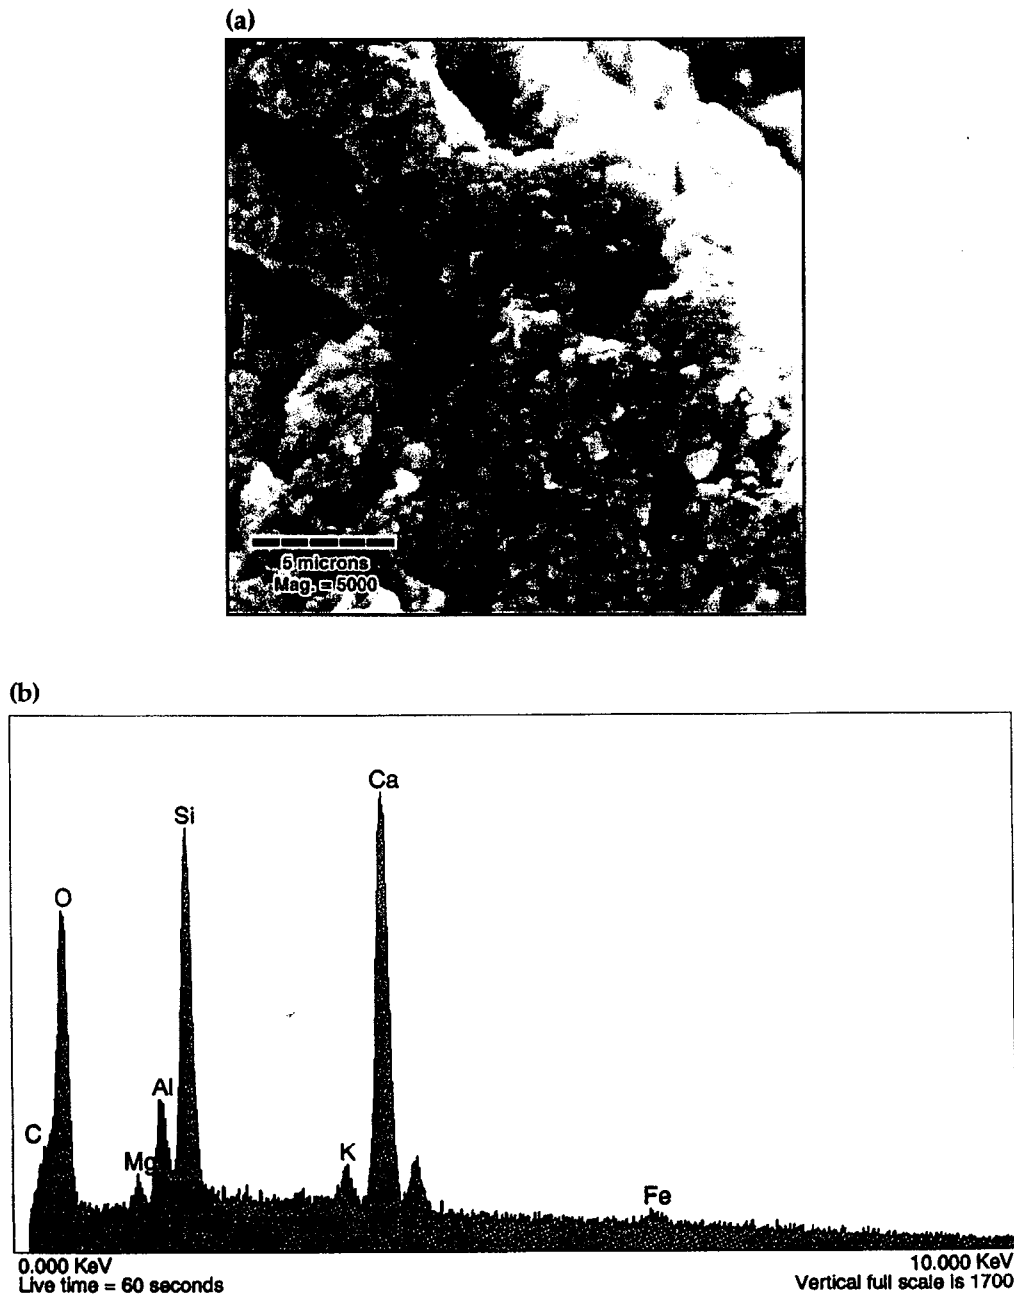 (a)
5 microns
Mag. = 5000
(b)
Ca
Si
O
Al
C
Mg
K
Fe
0.000 KeV
10.000 KeV
Live time = 60 seconds
Vertical full scale is 1700